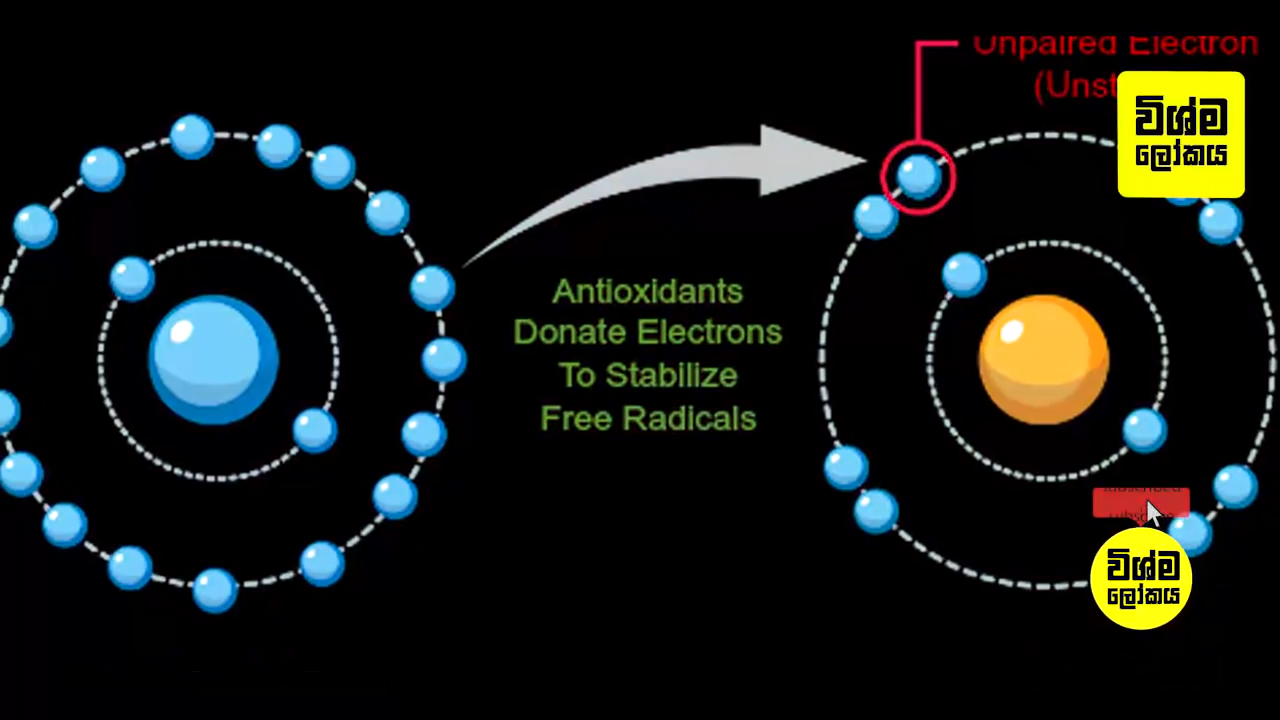 Unpaired Electron
විශ්ම
ලෝකය
Antioxidants
Donate Electrons
To Stabilize
Free Radicals
විශ්ම
ලෝකය